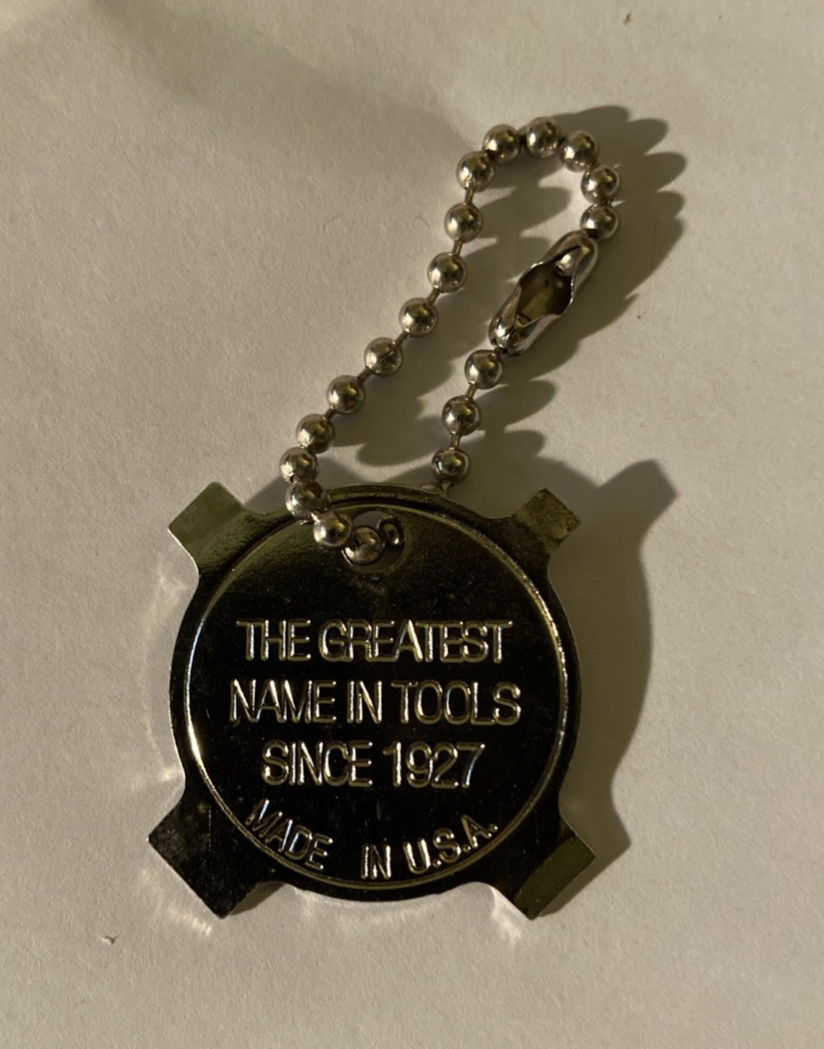 THE GREATEST
NAME IN TOOLS
SINCE 1927
MADE IN U.S.A.